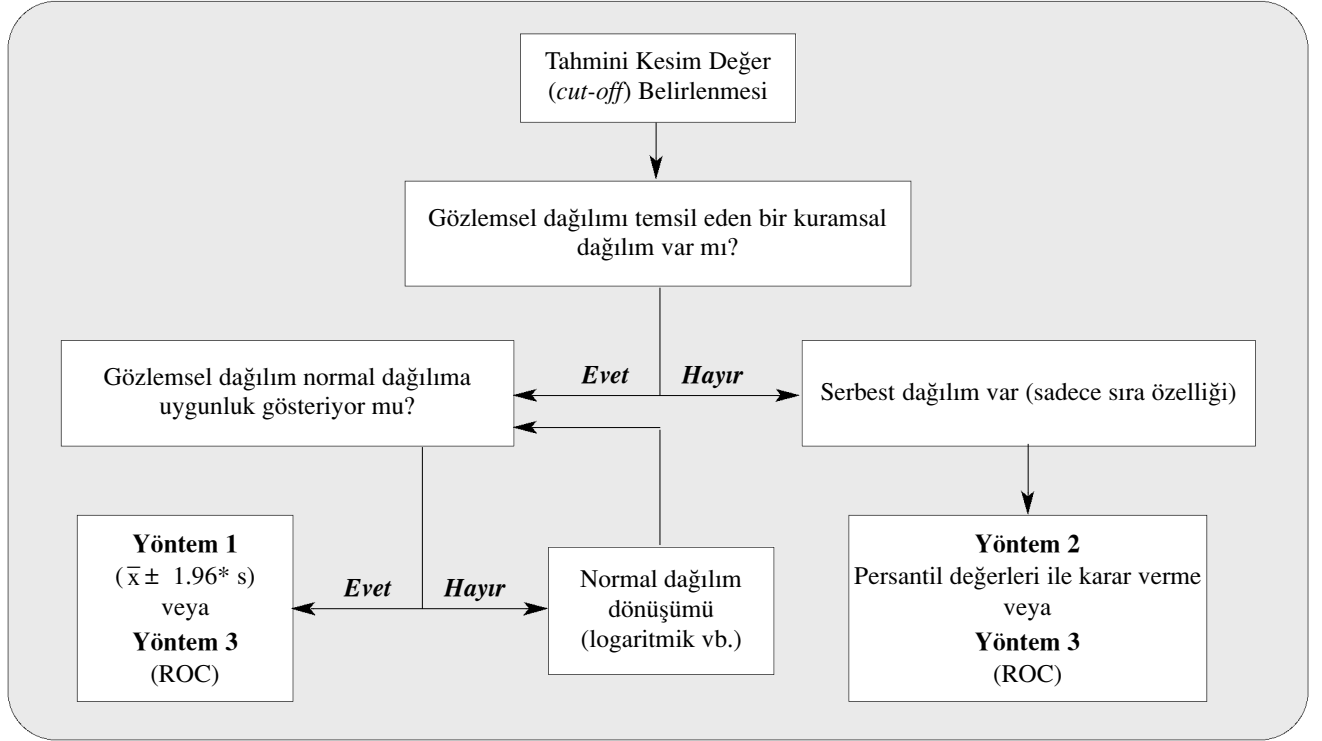 Tahmini Kesim Değer
(cut-off) Belirlenmesi
Gözlemsel dağılımı temsil eden bir kuramsal
dağılım var mı?
Evet
Hayır
Gözlemsel dağılım normal dağılıma
uygunluk gösteriyor mu?
Serbest dağılım var (sadece sıra özelliği)
Yöntem 1
(x̄ ± 1.96* s)
veya
Yöntem 3
(ROC)
Evet
Hayır
Normal dağılım
dönüşümü
(logaritmik vb.)
Yöntem 2
Persantil değerleri ile karar verme
veya
Yöntem 3
(ROC)